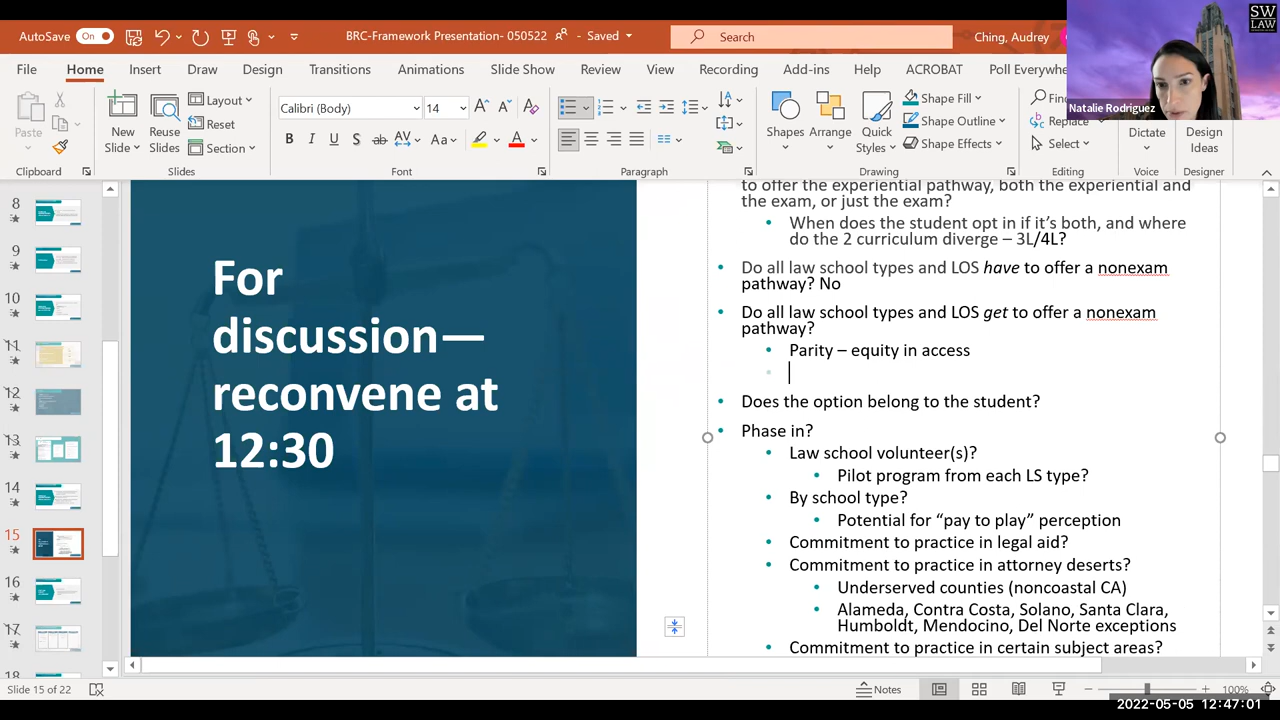 AutoSave
On
BRC-Framework Presentation- 050522
Saved
Search
Ching, Audrey
SW
LAW
Natalie Rodriguez
File
Home
Insert
Draw
Design
Transitions
Animations
Slide Show
Review
View
Recording
Add-ins
Help
ACROBAT
Poll Everywhere
Paste
Clipboard
New
Slide
Reuse
Slides
Layout
Reset
Section
Slides
Calibri (Body)
14
Font
Paragraph
Shapes
Arrange
Quick
Styles
Shape Fill
Shape Outline
Shape Effects
Drawing
Replace
Select
Editing
Dictate
Voice
Design
Ideas
Designer
8
9
10
11
12
13
14
15
16
17
18
For
discussion—
reconvene at
12:30
to offer the experiential pathway, both the experiential and
the exam, or just the exam?
• When does the student opt in if it's both, and where
do the 2 curriculum diverge – 3L/4L?
• Do all law school types and LOS have to offer a nonexam
pathway? No
• Do all law school types and LOS get to offer a nonexam
pathway?
• Parity – equity in access
• Does the option belong to the student?
• Phase in?
• Law school volunteer(s)?
• Pilot program from each LS type?
• By school type?
• Potential for “pay to play” perception
• Commitment to practice in legal aid?
• Commitment to practice in attorney deserts?
• Underserved counties (noncoastal CA)
• Alameda, Contra Costa, Solano, Santa Clara,
Humboldt, Mendocino, Del Norte exceptions
• Commitment to practice in certain subject areas?
Slide 15 of 22
Notes
100%
2022-05-05 12:47:01